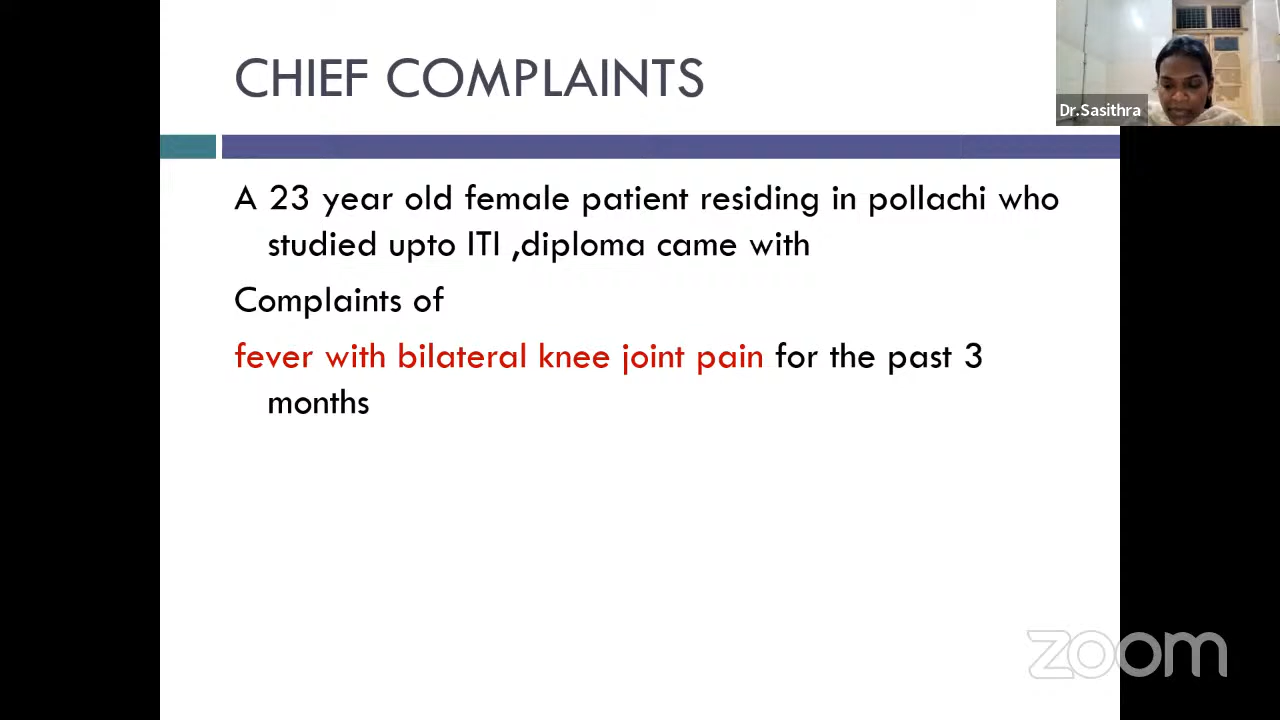 CHIEF COMPLAINTS
Dr.Sasithra
A 23 year old female patient residing in pollachi who
studied upto ITI ,diploma came with
Complaints of
fever with bilateral knee joint pain for the past 3
months
zoom